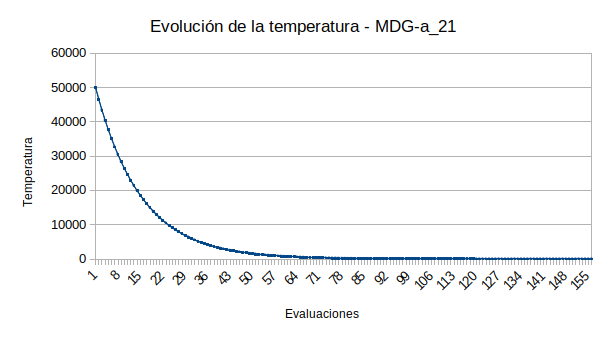 Evolución de la temperatura - MDG-a_21
60000
50000
40000
30000
20000
10000
0
Temperatura
1 8 15 22 29 36 43 50 57 64 71 78 85 92 99 106 113 120 127 134 141 148 155
Evaluaciones